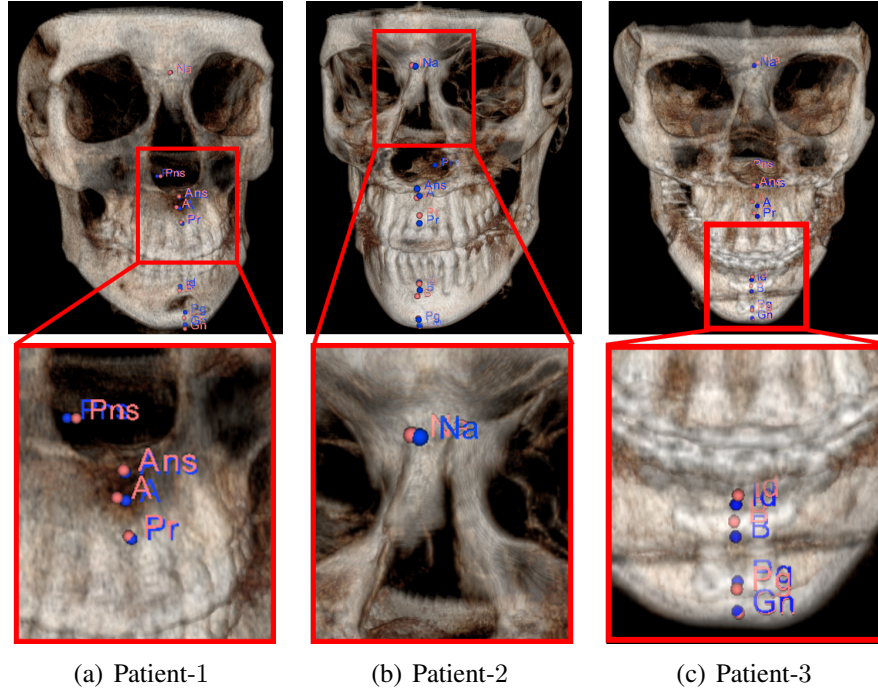 Na
Pns
Ans
A
Pr
Id
B
Pg
Gn
Na
Pns
Ans
A
Pr
B
Pg
Na
Pns
Ans
A
Pr
Id
B
Pg
Gn
Pns
Ans
A
Pr
Na
Id
B
Pg
Gn
(a) Patient-1
(b) Patient-2
(c) Patient-3